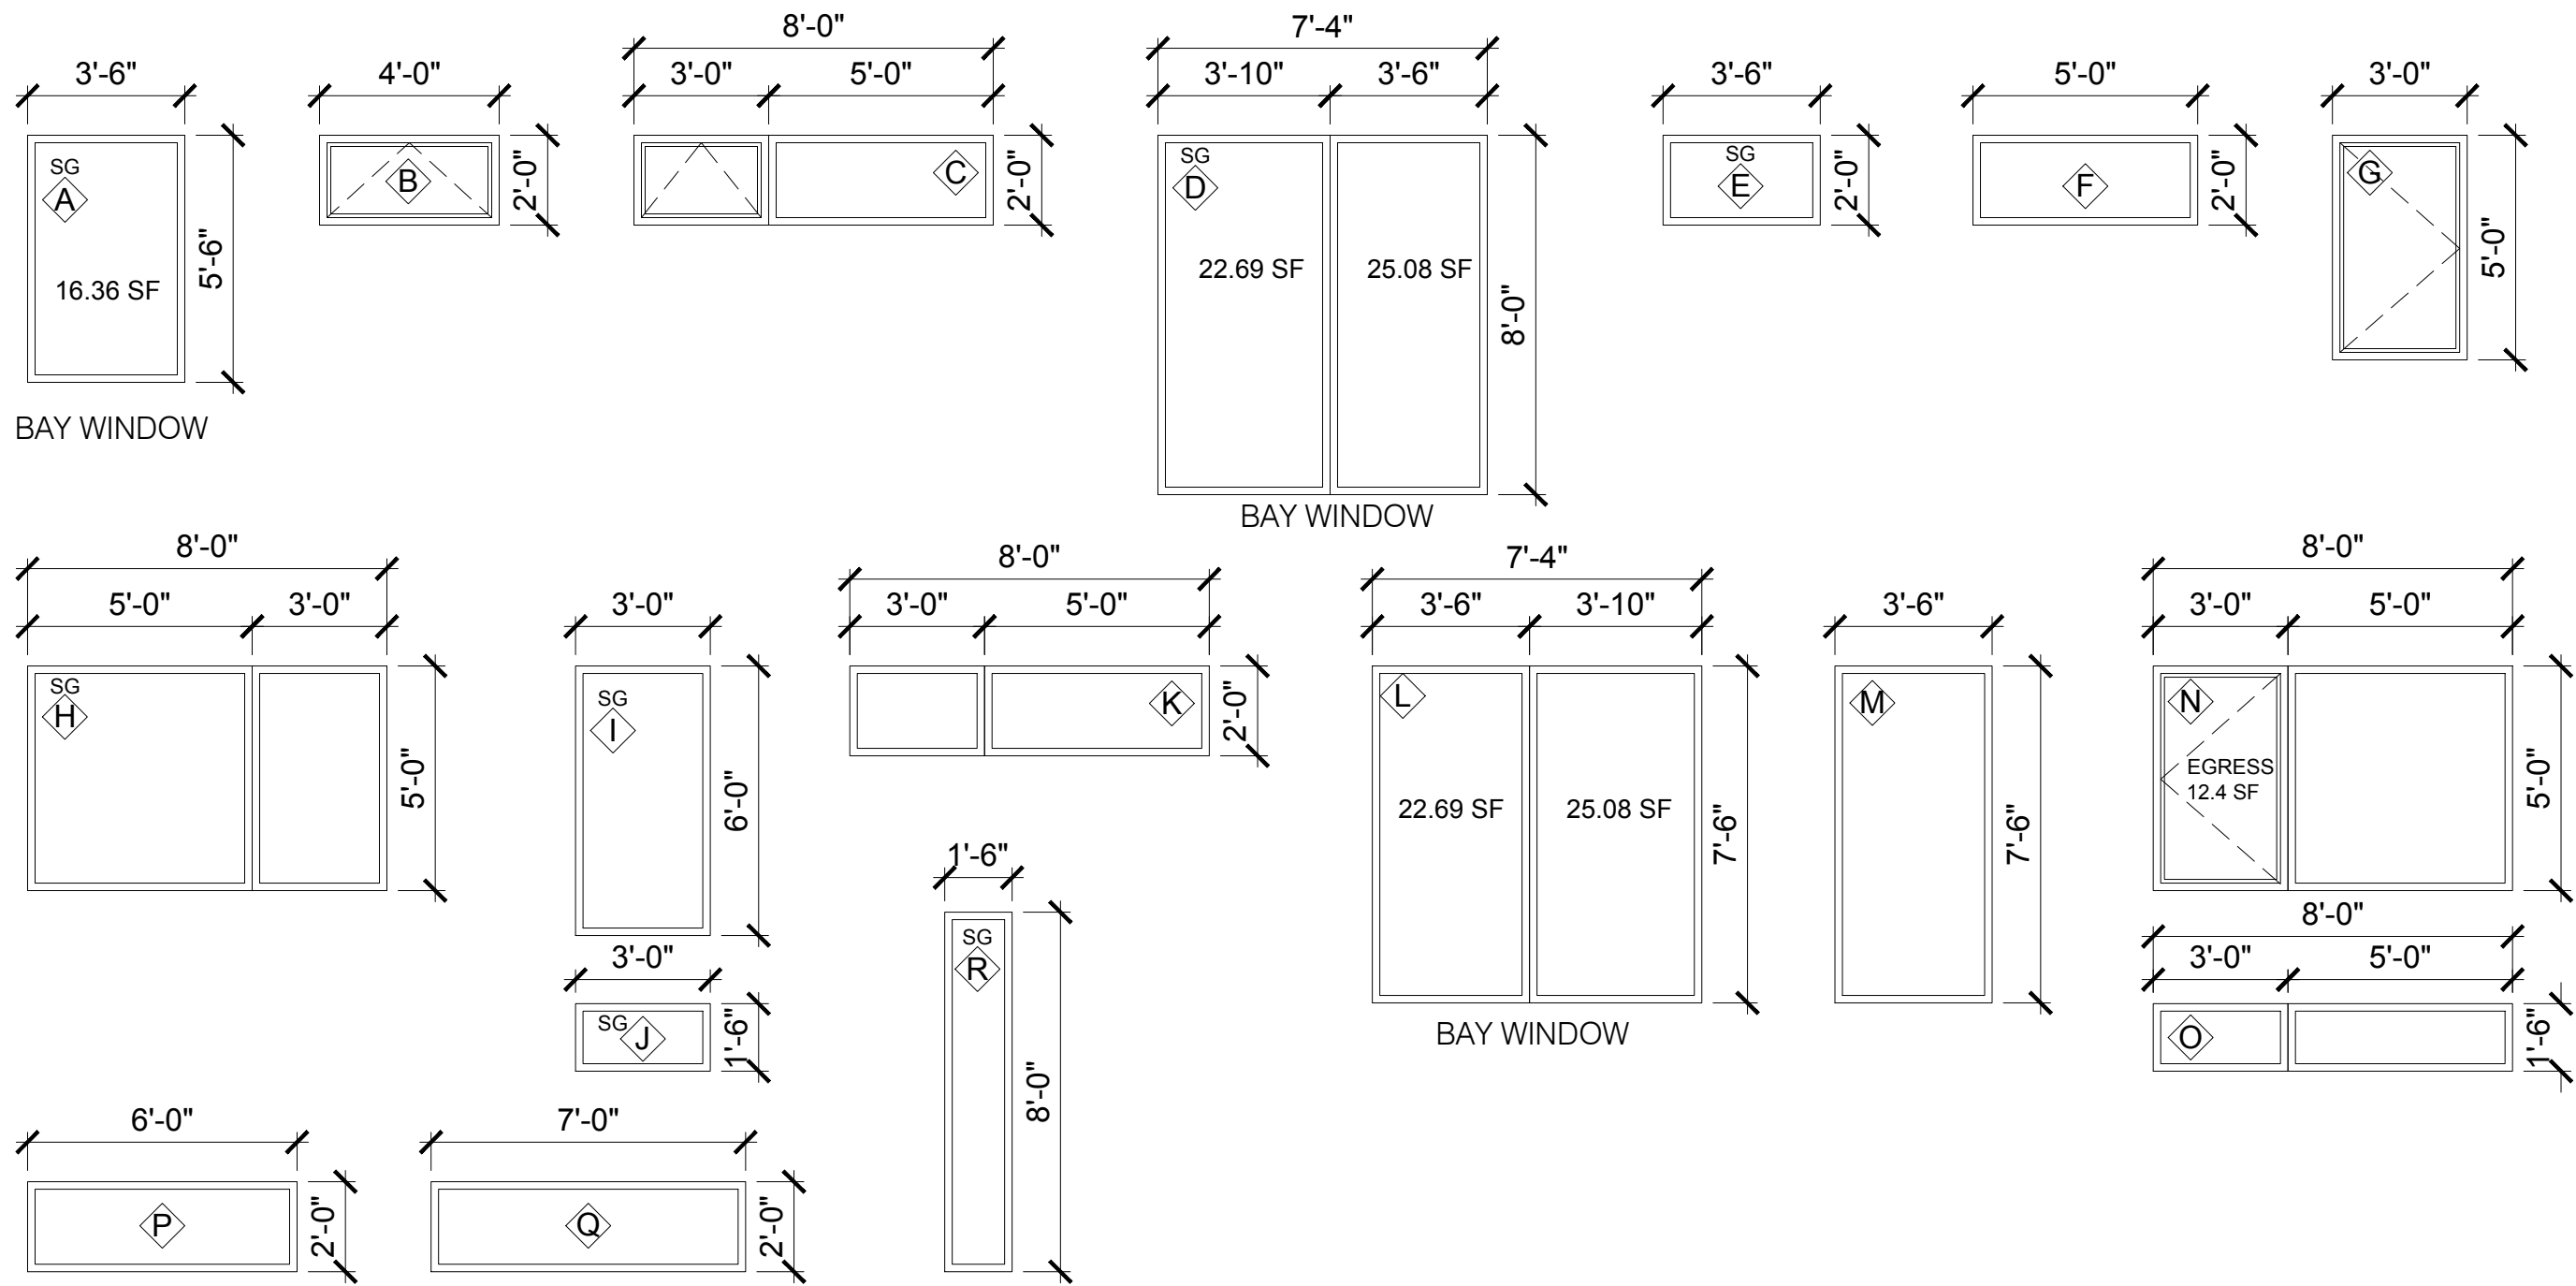 8'-0"
7'-4"
3'-6"
4'-0"
3'-0"
5'-0"
3'-10"
3'-6"
3'-6"
5'-0"
3'-0"
SG
A
16.36 SF
5'-6"
BAY WINDOW
B
2'-0"
C
2'-0"
SG
D
22.69 SF
25.08 SF
8'-0"
BAY WINDOW
SG
E
2'-0"
F
2'-0"
G
5'-0"
8'-0"
5'-0"
3'-0"
SG
H
5'-0"
3'-0"
SG
I
6'-0"
3'-0"
SG
J
1'-6"
8'-0"
3'-0"
5'-0"
K
2'-0"
1'-6"
SG
R
8'-0"
7'-4"
3'-6"
3'-10"
L
22.69 SF
25.08 SF
7'-6"
BAY WINDOW
3'-6"
M
7'-6"
8'-0"
3'-0"
5'-0"
N
EGRESS
12.4 SF
5'-0"
8'-0"
3'-0"
5'-0"
O
1'-6"
6'-0"
P
2'-0"
7'-0"
Q
2'-0"